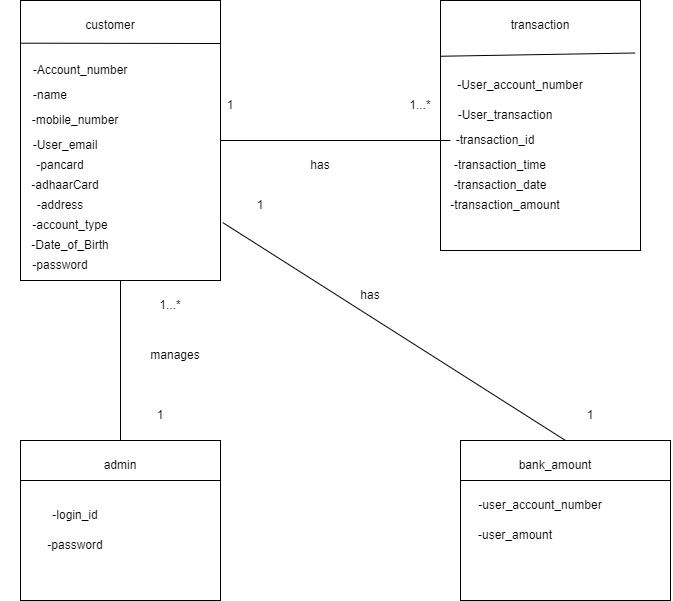 customer
-Account_number
-name
-mobile_number
-User_email
-pancard
-adhaarCard
-address
-account_type
-Date_of_Birth
-password
transaction
-User_account_number
-User_transaction
-transaction_id
-transaction_time
-transaction_date
-transaction_amount
1
1...*
has
1
has
1
1...*
manages
1
admin
-login_id
-password
bank_amount
-user_account_number
-user_amount